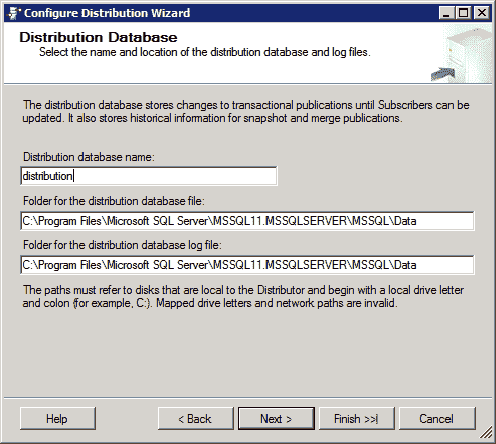 Configure Distribution Wizard
Distribution Database
Select the name and location of the distribution database and log files.
The distribution database stores changes to transactional publications until Subscribers can be
updated. It also stores historical information for snapshot and merge publications.
Distribution database name:
distribution
Folder for the distribution database file:
C:\Program Files\Microsoft SQL Server\MSSQL11.MSSQLSERVER\MSSQL\Data
Folder for the distribution database log file:
C:\Program Files\Microsoft SQL Server\MSSQL11.MSSQLSERVER\MSSQL\Data
The paths must refer to disks that are local to the Distributor and begin with a local drive letter
and colon (for example, C:). Mapped drive letters and network paths are invalid.
Help
< Back
Next >
Finish >>|
Cancel